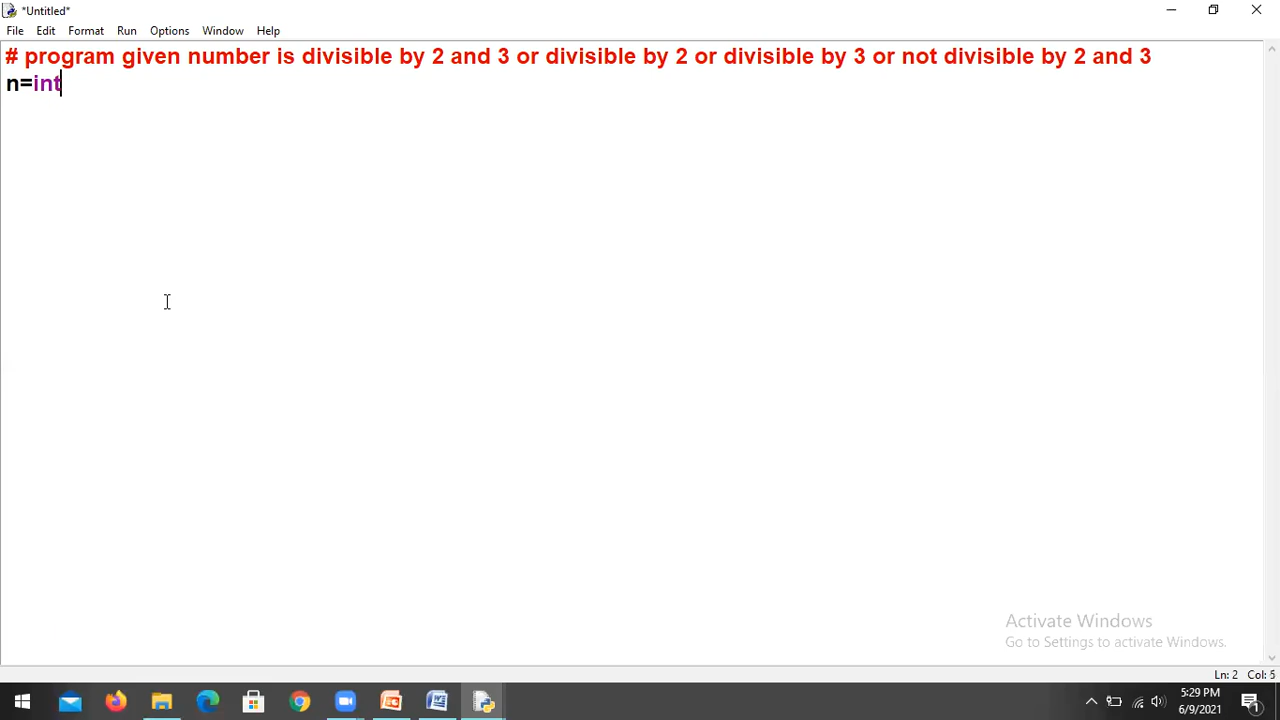 *Untitled*
File Edit Format Run Options Window Help
# program given number is divisible by 2 and 3 or divisible by 2 or divisible by 3 or not divisible by 2 and 3
n=int
Activate Windows
Go to Settings to activate Windows.
Ln: 2 Col: 5
5:29 PM
6/9/2021
1